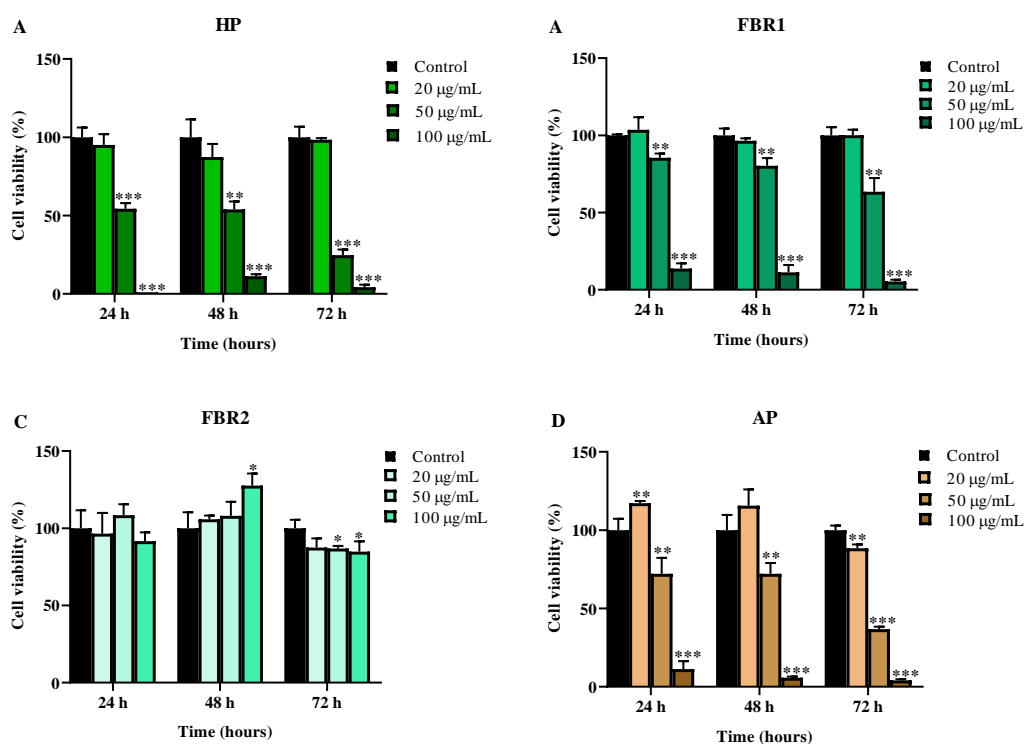 A
HP
150
100
50
0
Cell viability (%)
*** *** ** *** *** ***
24 h 48 h 72 h
Time (hours)
Control
20 µg/mL
50 µg/mL
100 µg/mL
A
FBR1
150
100
50
0
Cell viability (%)
** *** ** *** ** ***
24 h 48 h 72 h
Time (hours)
Control
20 µg/mL
50 µg/mL
100 µg/mL
C
FBR2
150
100
50
0
Cell viability (%)
* * *
24 h 48 h 72 h
Time (hours)
Control
20 µg/mL
50 µg/mL
100 µg/mL
D
AP
150
100
50
0
Cell viability (%)
** ** *** ** *** ** *** ***
24 h 48 h 72 h
Time (hours)
Control
20 µg/mL
50 µg/mL
100 µg/mL